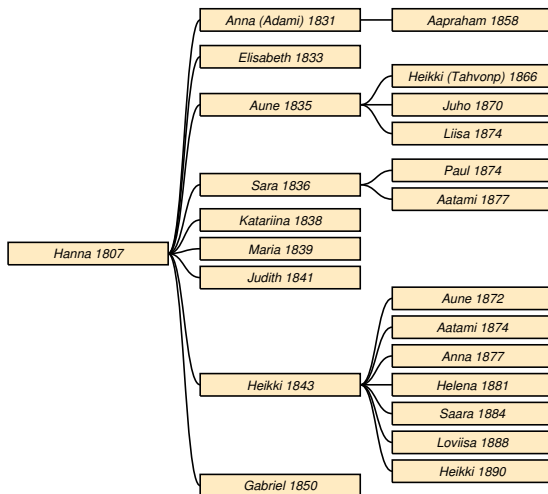 Hanna 1807
Anna (Adami) 1831
Aapraham 1858
Elisabeth 1833
Aune 1835
Heikki (Tahvonp) 1866
Juho 1870
Liisa 1874
Sara 1836
Paul 1874
Aatami 1877
Katariina 1838
Maria 1839
Judith 1841
Heikki 1843
Aune 1872
Aatami 1874
Anna 1877
Helena 1881
Saara 1884
Loviisa 1888
Heikki 1890
Gabriel 1850